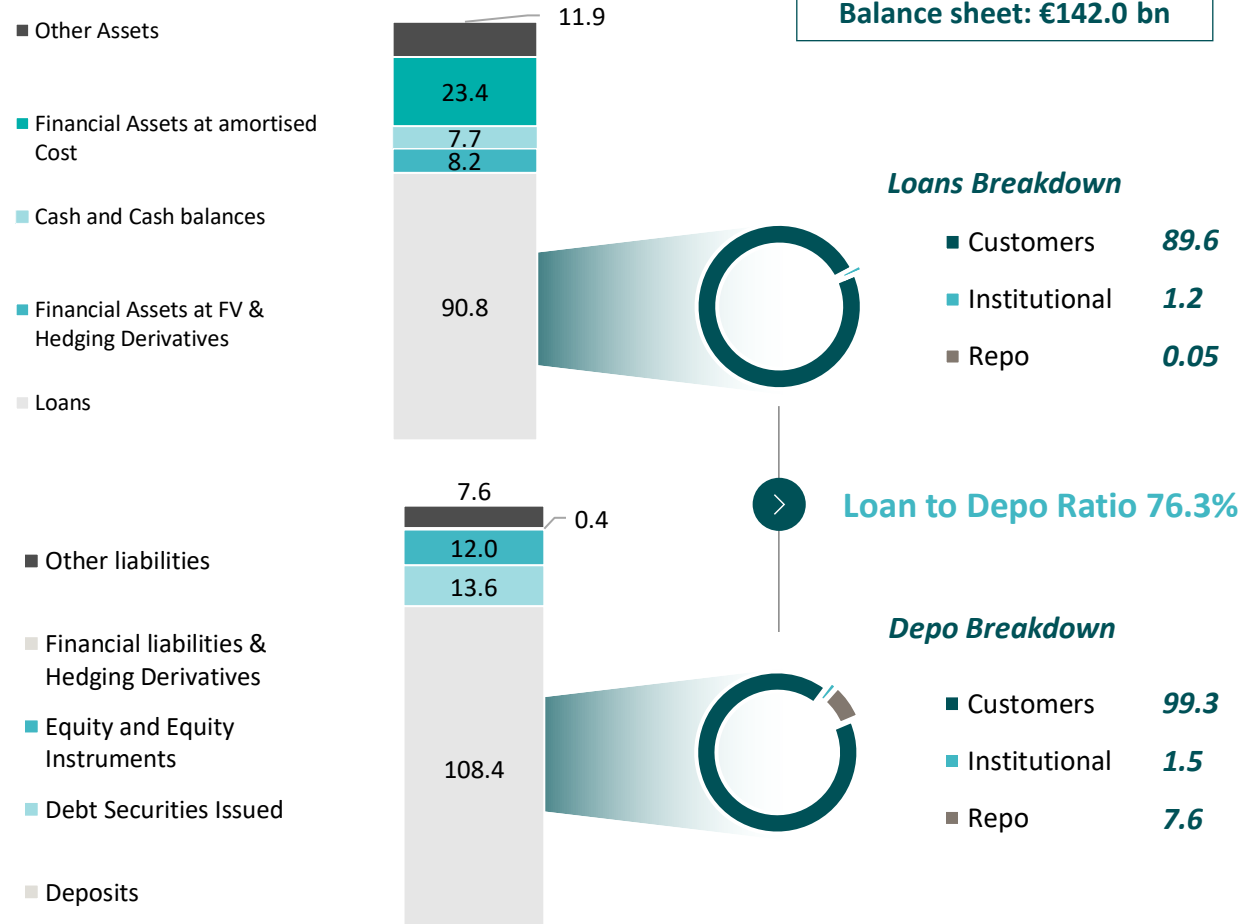 Balance sheet: €142.0 bn
Other Assets
Financial Assets at amortised
Cost
Cash and Cash balances
Financial Assets at FV &
Hedging Derivatives
Loans
11.9
23.4
7.7
8.2
90.8
Loans Breakdown
Customers 89.6
Institutional 1.2
Repo 0.05
Loan to Depo Ratio 76.3%
Other liabilities
Financial liabilities &
Hedging Derivatives
Equity and Equity
Instruments
Debt Securities Issued
Deposits
7.6
0.4
12.0
13.6
108.4
Depo Breakdown
Customers 99.3
Institutional 1.5
Repo 7.6